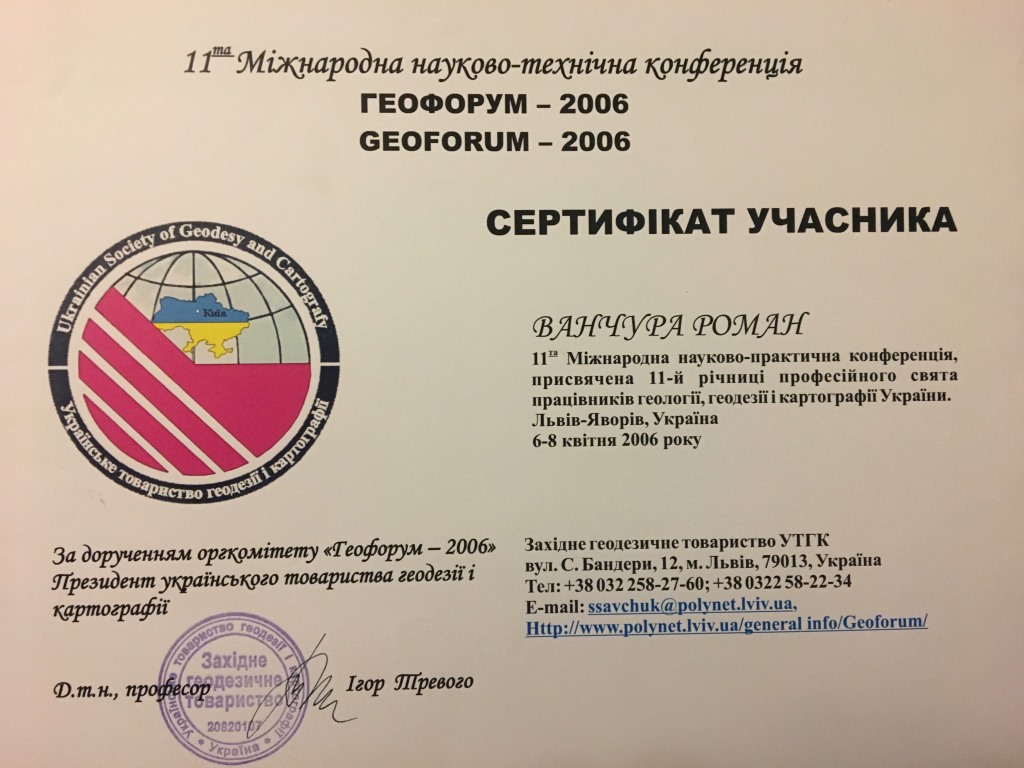 11та Міжнародна науково-технічна конференція
ГЕОФОРУМ – 2006
GEOFORUM – 2006
СЕРТИФІКАТ УЧАСНИКА
Ukrainian Society of Geodesy and Cartografy
Київ
Українське товариство геодезії і картографії
ВАНЧУРА РОМАН
11та Міжнародна науково-практична конференція,
присвячена 11-й річниці професійного свята
працівників геології, геодезії і картографії України.
Львів-Яворів, Україна
6-8 квітня 2006 року
За дорученням оргкомітету «Геофорум – 2006»
Президент українського товариства геодезії і
картографії
Д.т.н., професор
Ігор Тревого
Українське товариство геодезії і картографії
Західне
геодезичне
товариство
* Україна *
Західне геодезичне товариство УТГК
вул. С. Бандери, 12, м. Львів, 79013, Україна
Тел: +38 032 258-27-60; +38 0322 58-22-34
E-mail: ssavchuk@polynet.lviv.ua,
Http://www.polynet.lviv.ua/general info/Geoforum/